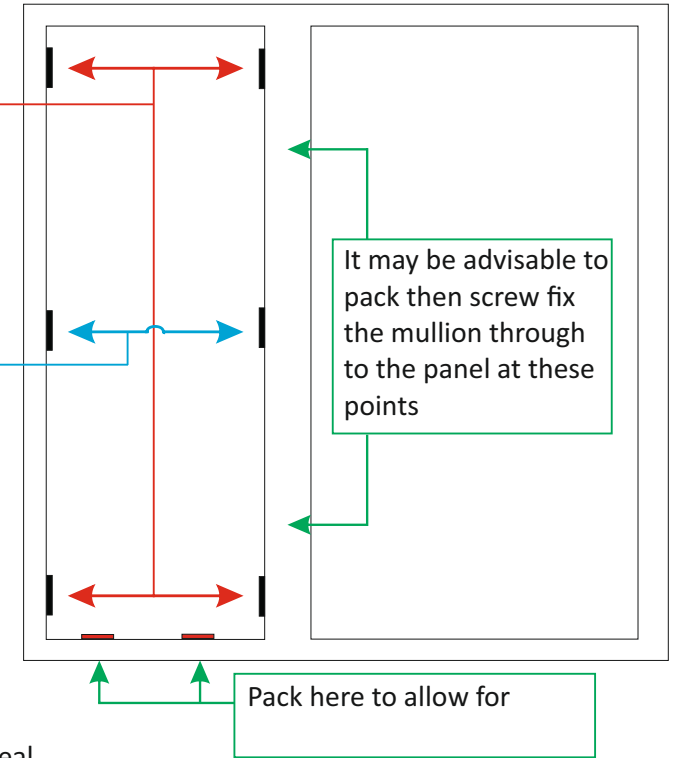 It may be advisable to
pack then screw fix
the mullion through
to the panel at these
points
Pack here to allow for